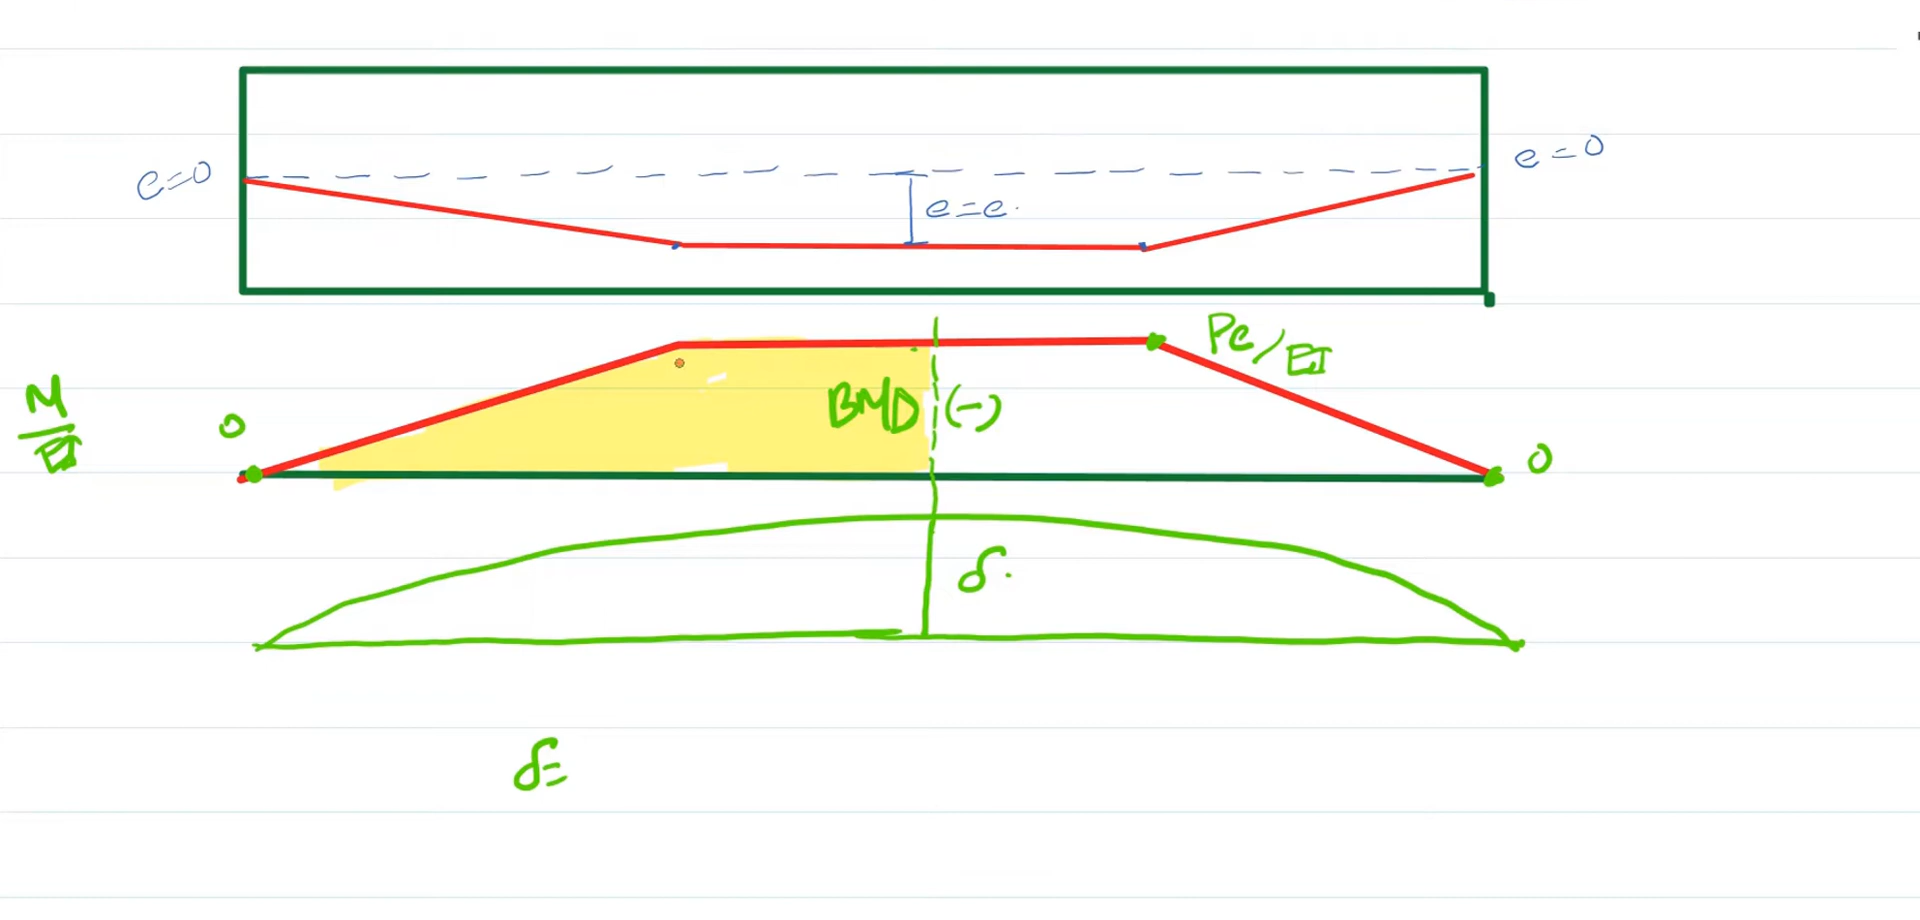 e=0
e=0
e=e
Pe/EI
M/EI
0
BMD (-)
0
δ
δ=